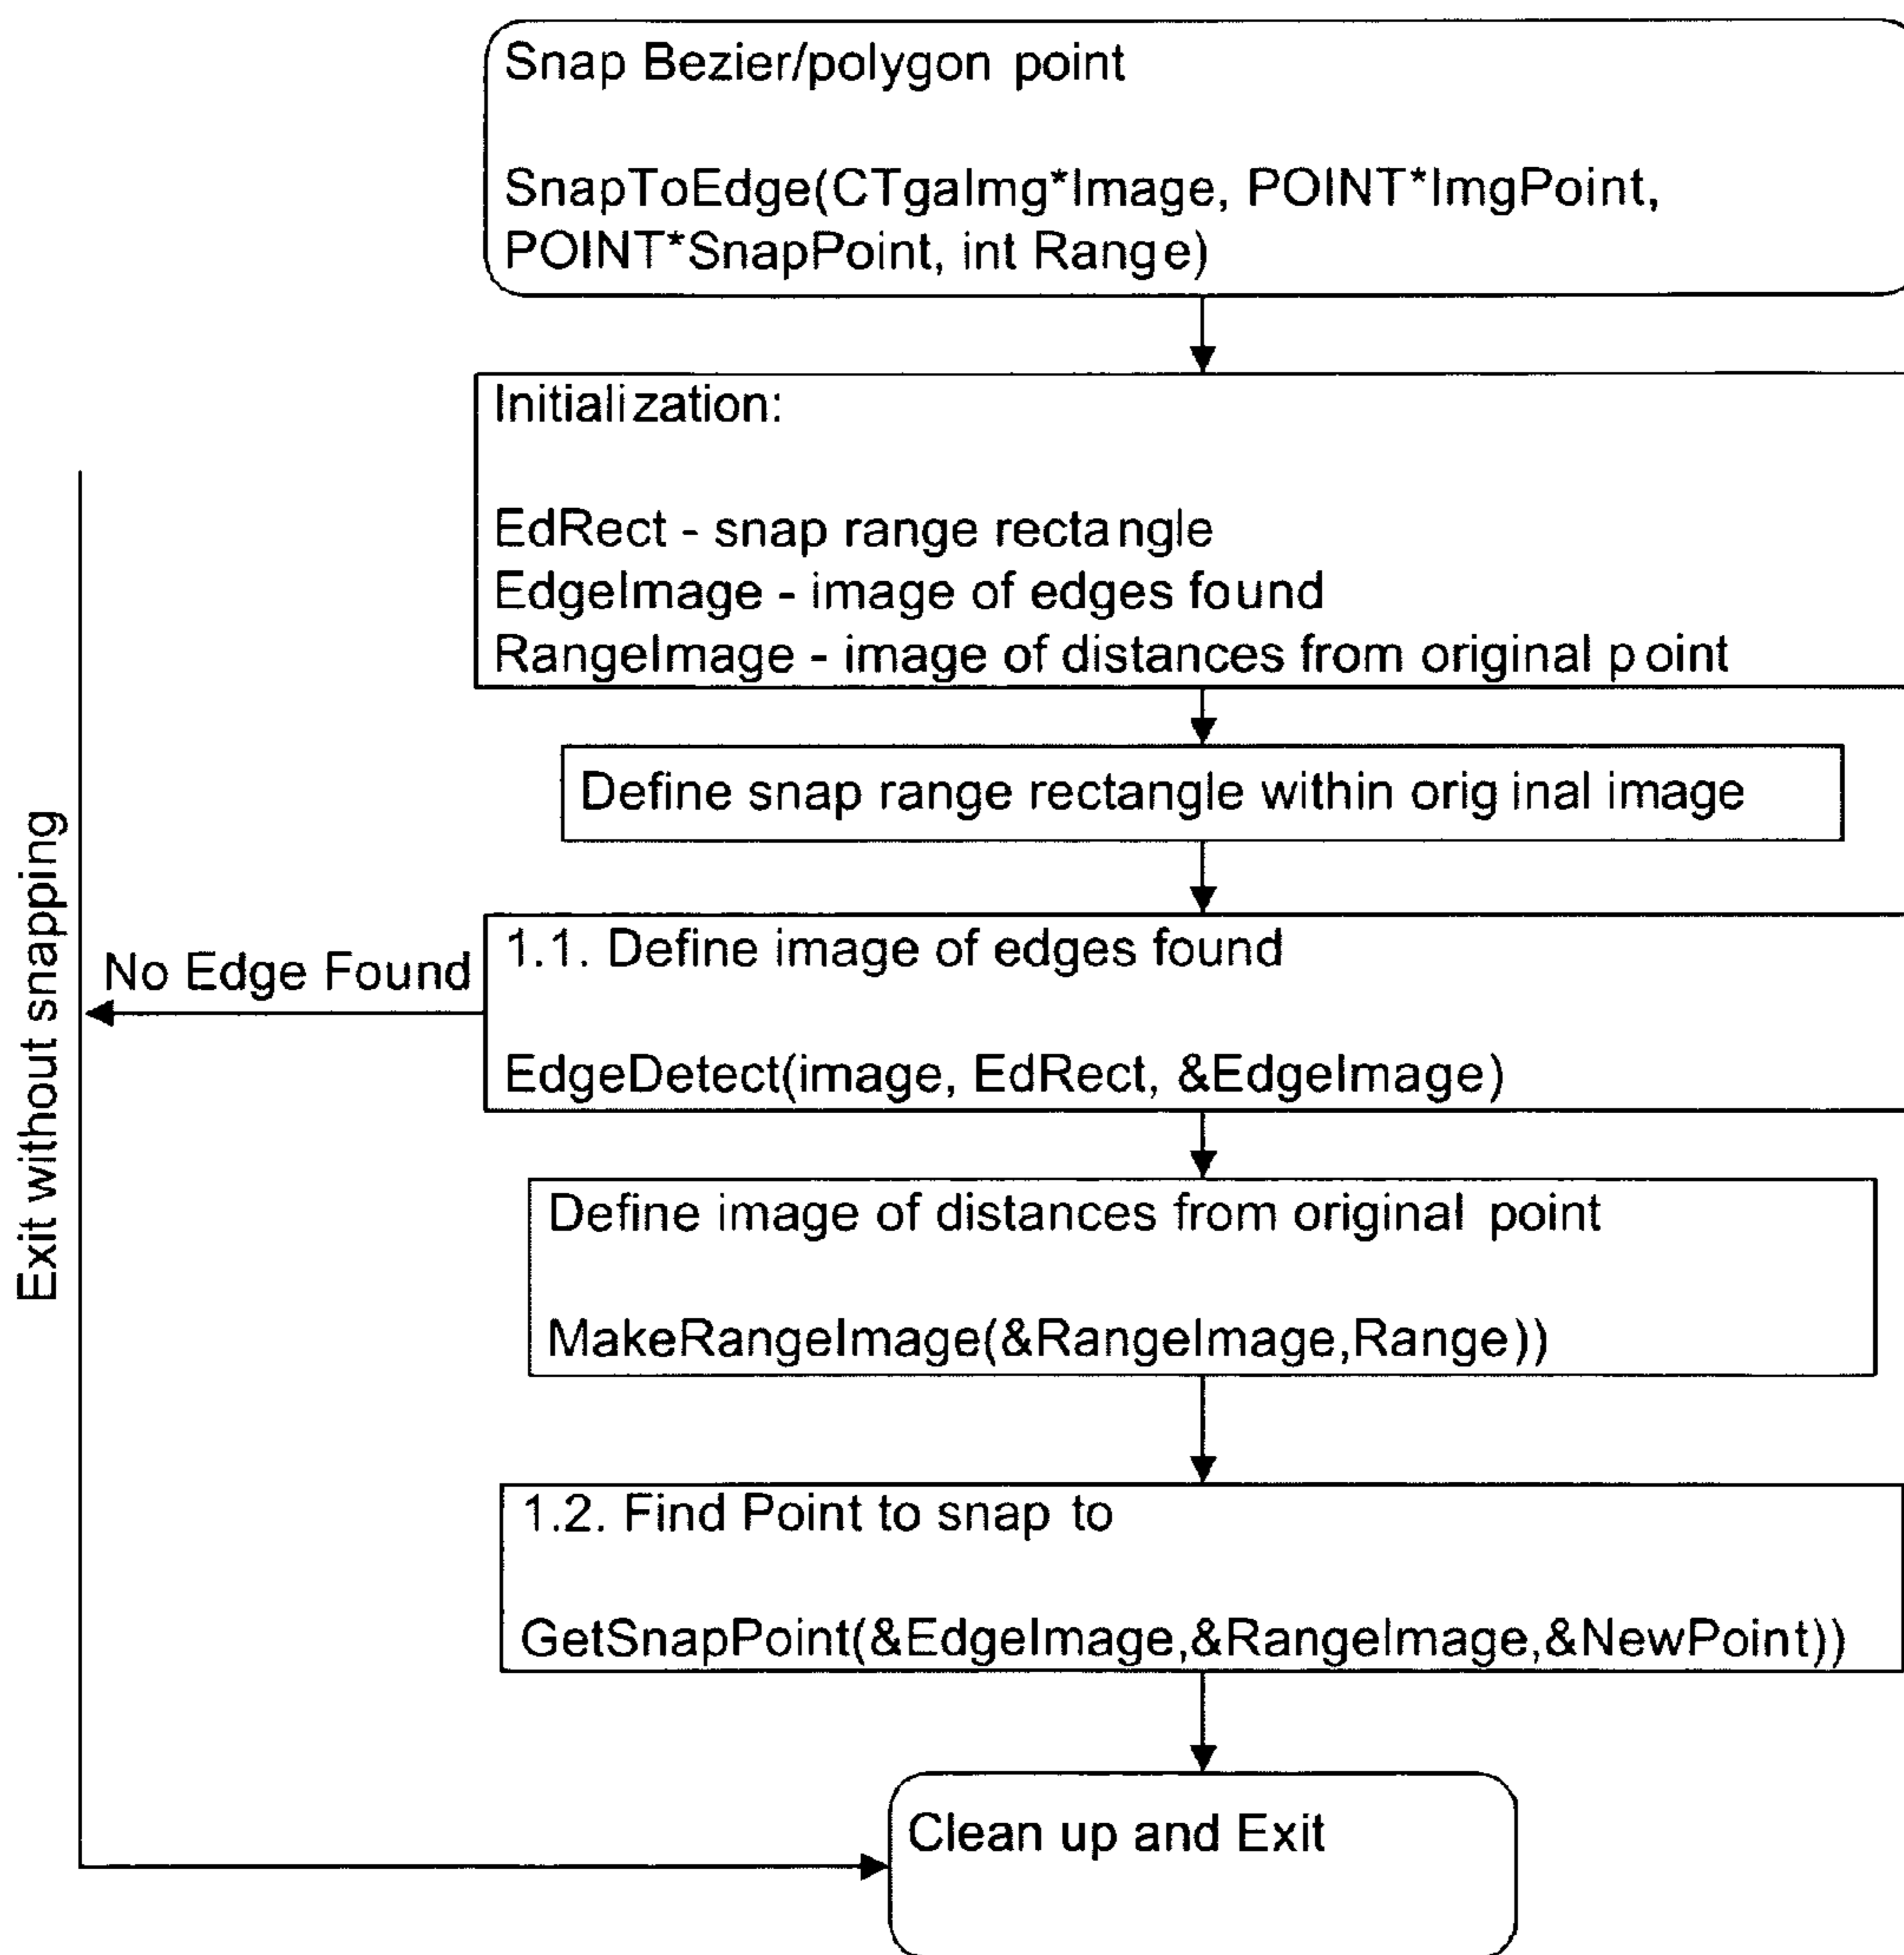 Snap Bezier/polygon point
SnapToEdge(CTgaImg*Image, POINT*ImgPoint,
POINT*SnapPoint, int Range)
Initialization:
EdRect - snap range rectangle
EdgeImage - image of edges found
RangeImage - image of distances from original point
Define snap range rectangle within original image
1.1. Define image of edges found
EdgeDetect(image, EdRect, &EdgeImage)
No Edge Found
Exit without snapping
Define image of distances from original point
MakeRangeImage(&RangeImage,Range))
1.2. Find Point to snap to
GetSnapPoint(&EdgeImage,&RangeImage,&NewPoint))
Clean up and Exit